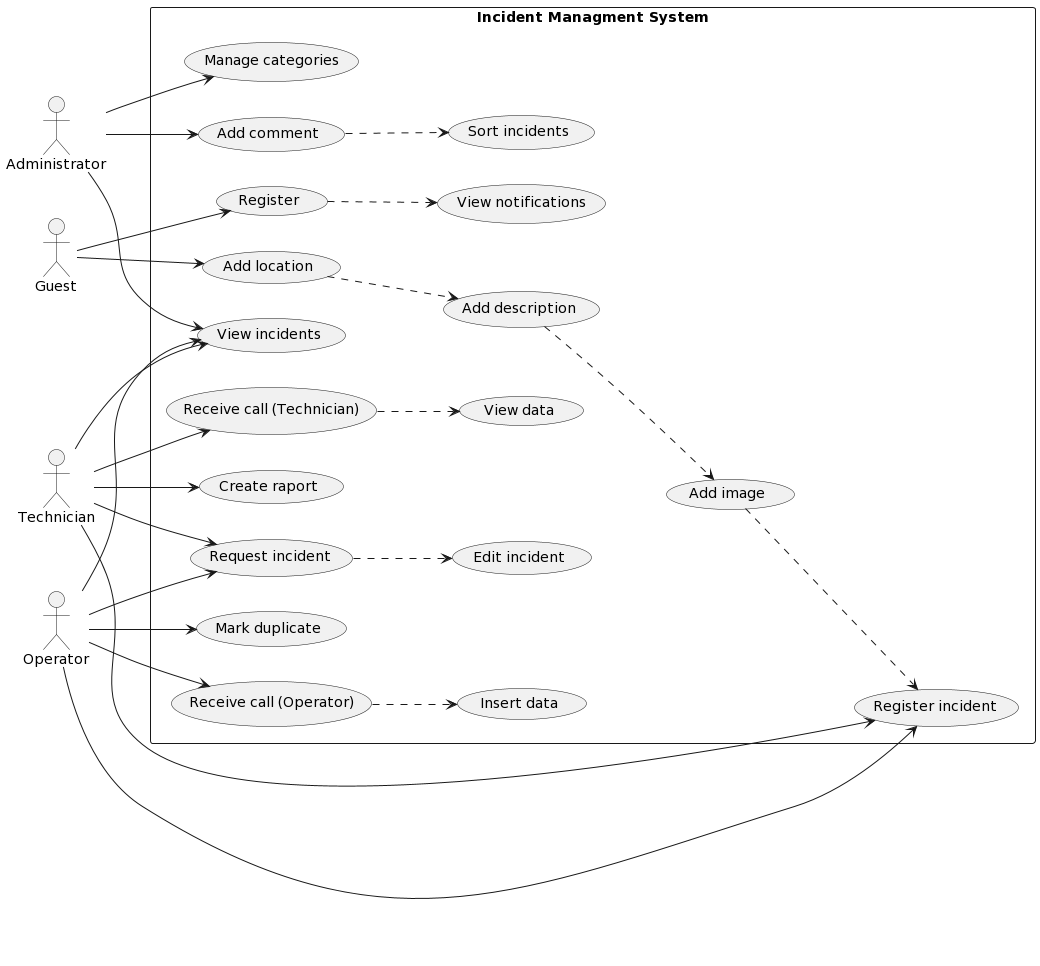 Incident Managment System
Manage categories
Administrator
Add comment
Sort incidents
Register
View notifications
Guest
Add location
Add description
View incidents
Receive call (Technician)
View data
Technician
Create raport
Add image
Request incident
Edit incident
Operator
Mark duplicate
Receive call (Operator)
Insert data
Register incident